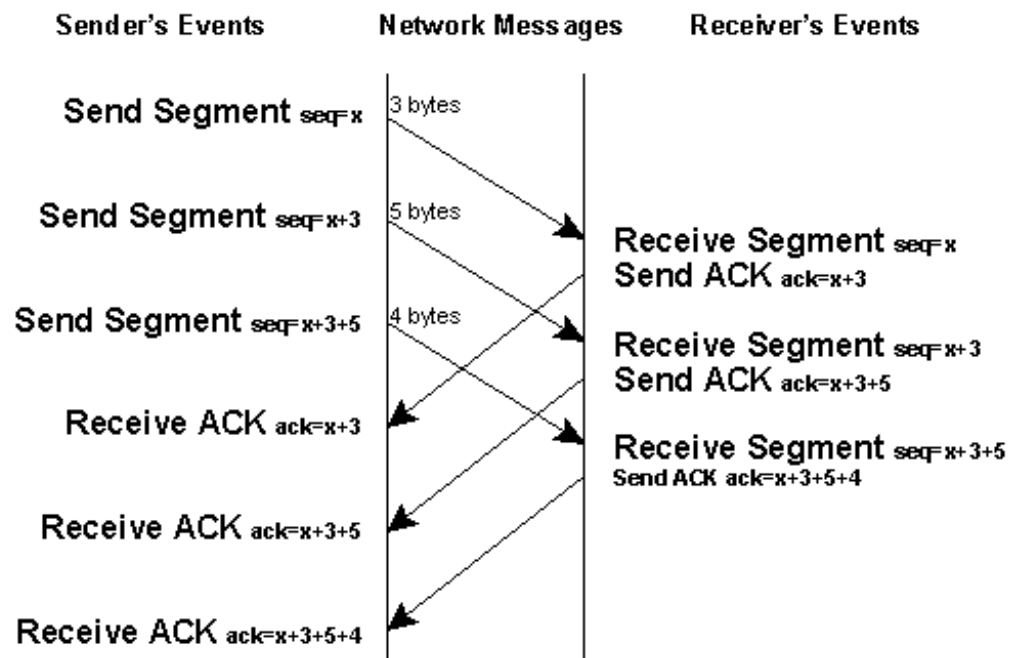 Sender's Events Network Messages Receiver's Events
Send Segment seq=x
3 bytes
Send Segment seq=x+3
5 bytes
Receive Segment seq=x
Send ACK ack=x+3
Send Segment seq=x+3+5
4 bytes
Receive Segment seq=x+3
Send ACK ack=x+3+5
Receive ACK ack=x+3
Receive Segment seq=x+3+5
Send ACK ack=x+3+5+4
Receive ACK ack=x+3+5
Receive ACK ack=x+3+5+4